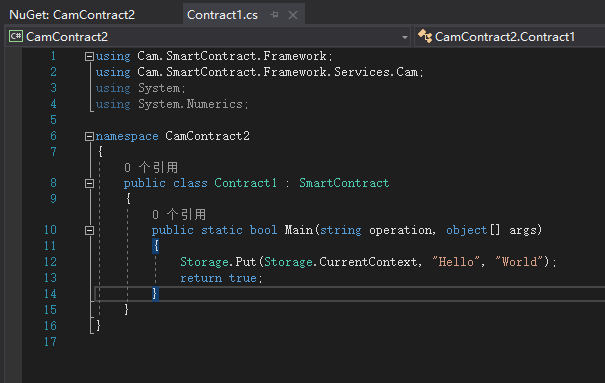 NuGet: CamContract2 Contract1.cs
C# CamContract2 CamContract2.Contract1
1 using Cam.SmartContract.Framework;
2 using Cam.SmartContract.Framework.Services.Cam;
3 using System;
4 using System.Numerics;
5
6 namespace CamContract2
7 {
0 个引用
8 public class Contract1 : SmartContract
9 {
0 个引用
10 public static bool Main(string operation, object[] args)
11 {
12 Storage.Put(Storage.CurrentContext, "Hello", "World");
13 return true;
14 }
15 }
16 }
17